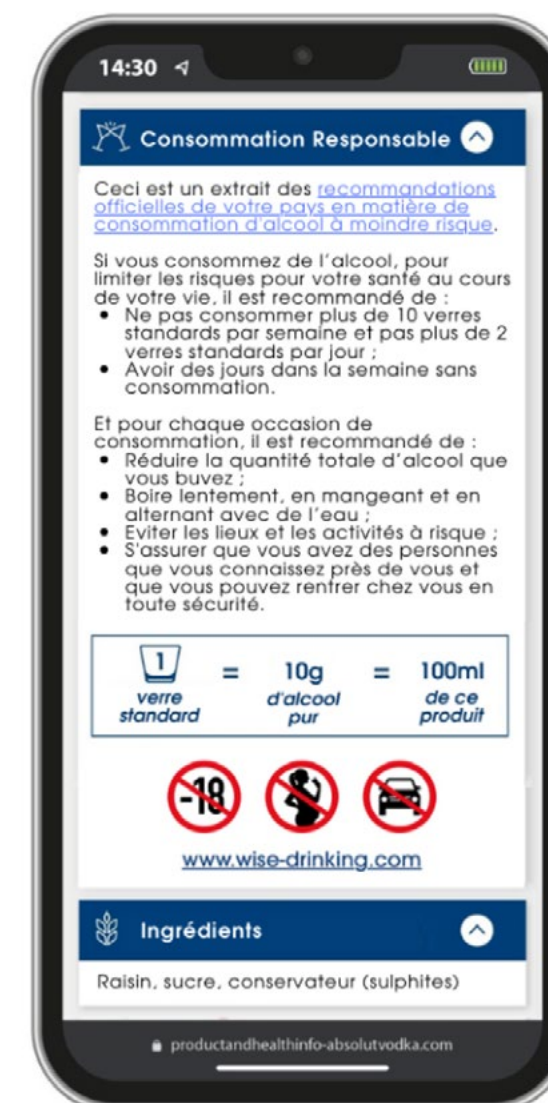 14:30
Consommation Responsable
Ceci est un extrait des recommandations
officielles de votre pays en matière de
consommation d'alcool à moindre risque.
Si vous consommez de l'alcool, pour
limiter les risques pour votre santé au cours
de votre vie, il est recommandé de :
• Ne pas consommer plus de 10 verres
standards par semaine et pas plus de 2
verres standards par jour ;
• Avoir des jours dans la semaine sans
consommation.
Et pour chaque occasion de
consommation, il est recommandé de :
• Réduire la quantité totale d'alcool que
vous buvez ;
• Boire lentement, en mangeant et en
alternant avec de l'eau ;
• Eviter les lieux et les activités à risque ;
• S'assurer que vous avez des personnes
que vous connaissez près de vous et
que vous pouvez rentrer chez vous en
toute sécurité.
1 = 10g = 100ml
verre d'alcool de ce
standard pur produit
-18
www.wise-drinking.com
Ingrédients
Raisin, sucre, conservateur (sulphites)
productandhealthinfo-absolutvodka.com